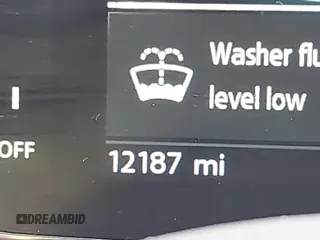 Washer flu
level low
OFF
12187 mi
DREAMBID